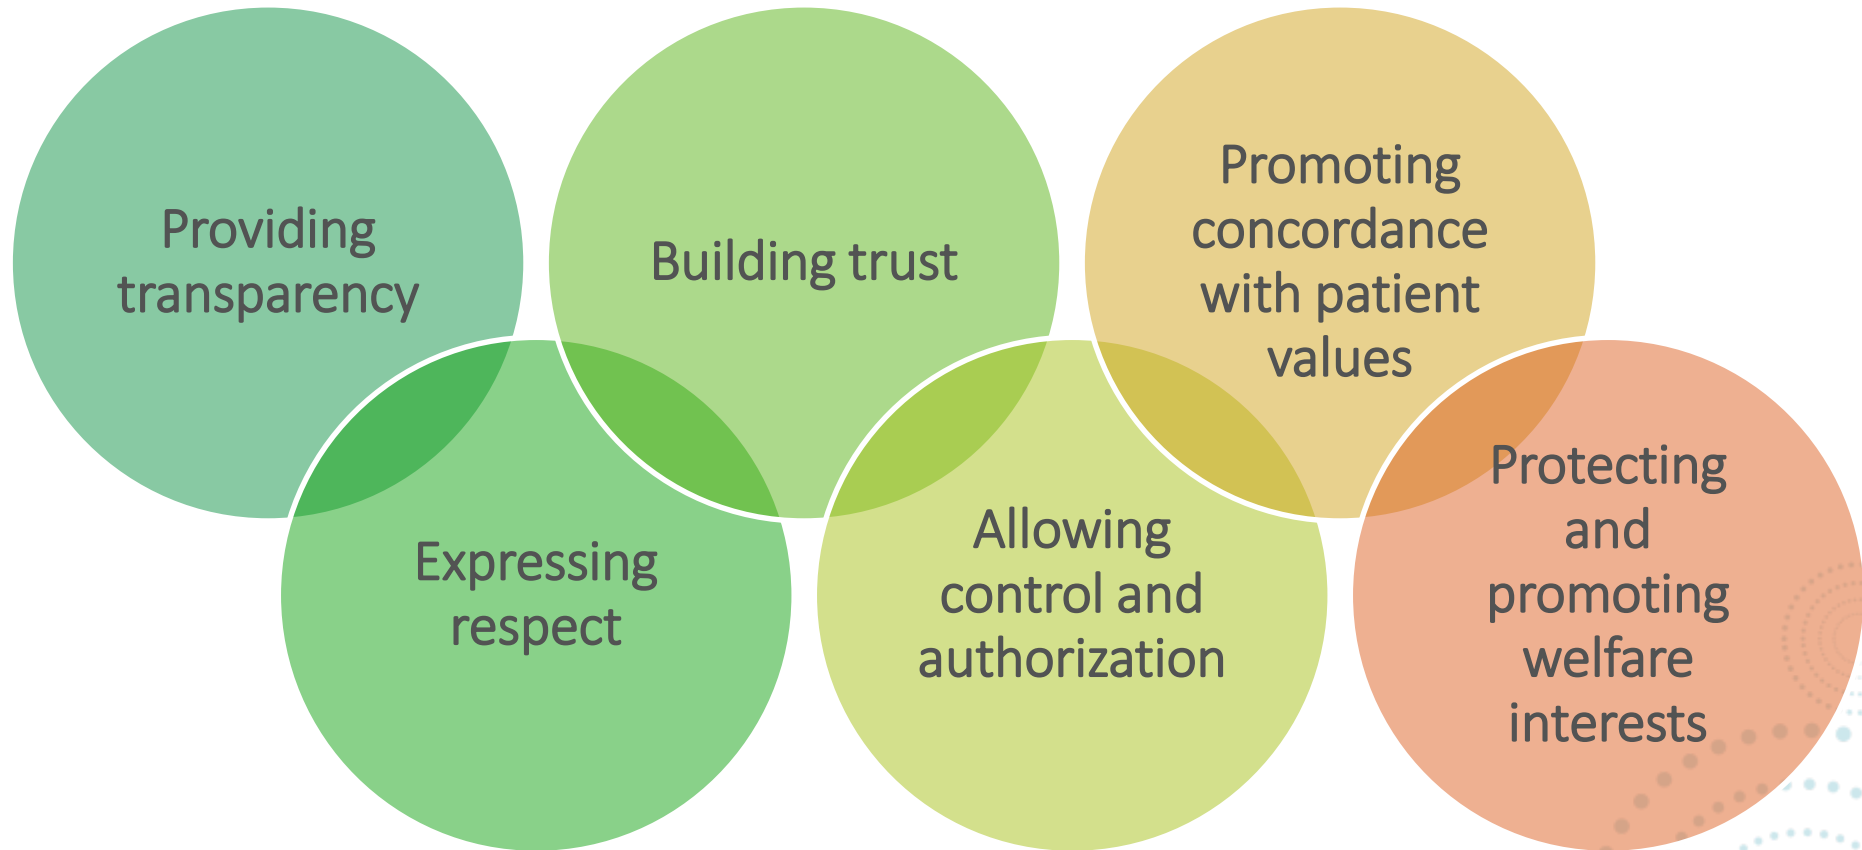 Providing
transparency
Expressing
respect
Building trust
Allowing
control and
authorization
Promoting
concordance
with patient
values
Protecting
and
promoting
welfare
interests